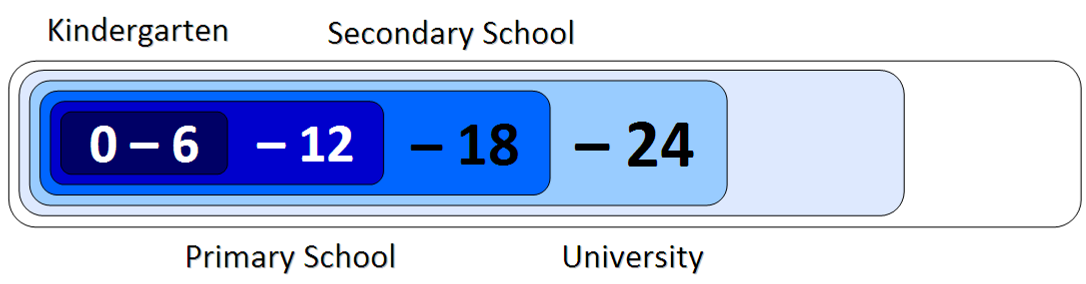 Kindergarten
Secondary School
0 – 6 – 12 – 18 – 24
Primary School
University